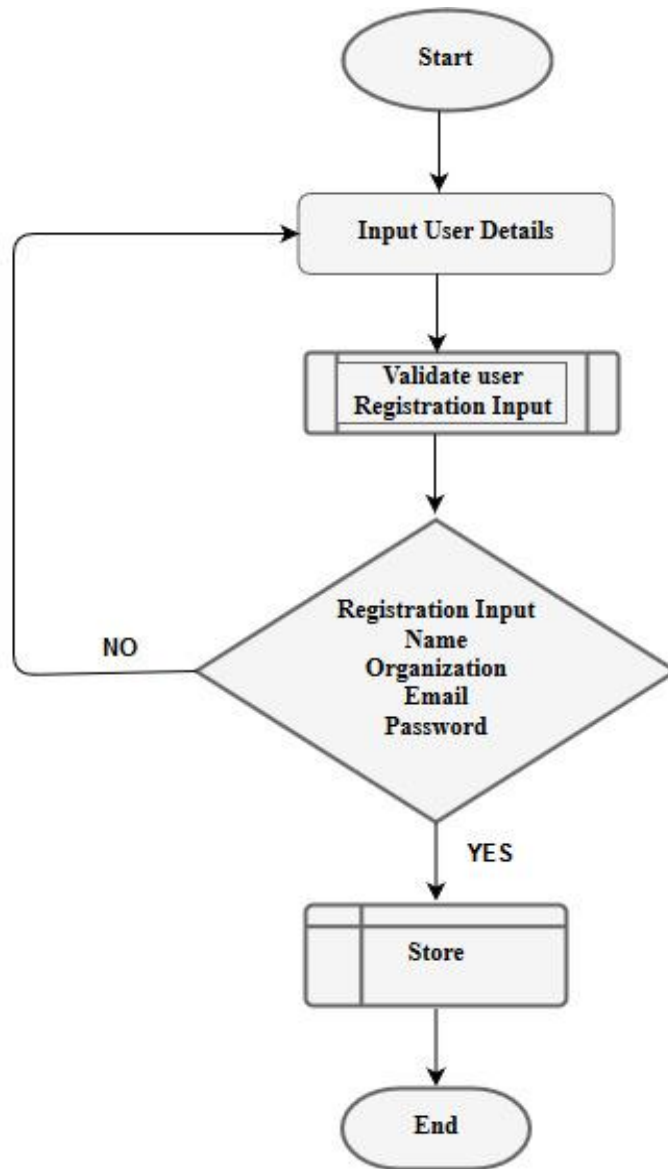 Start
Input User Details
Validate user
Registration Input
Registration Input
Name
Organization
Email
Password
NO
YES
Store
End